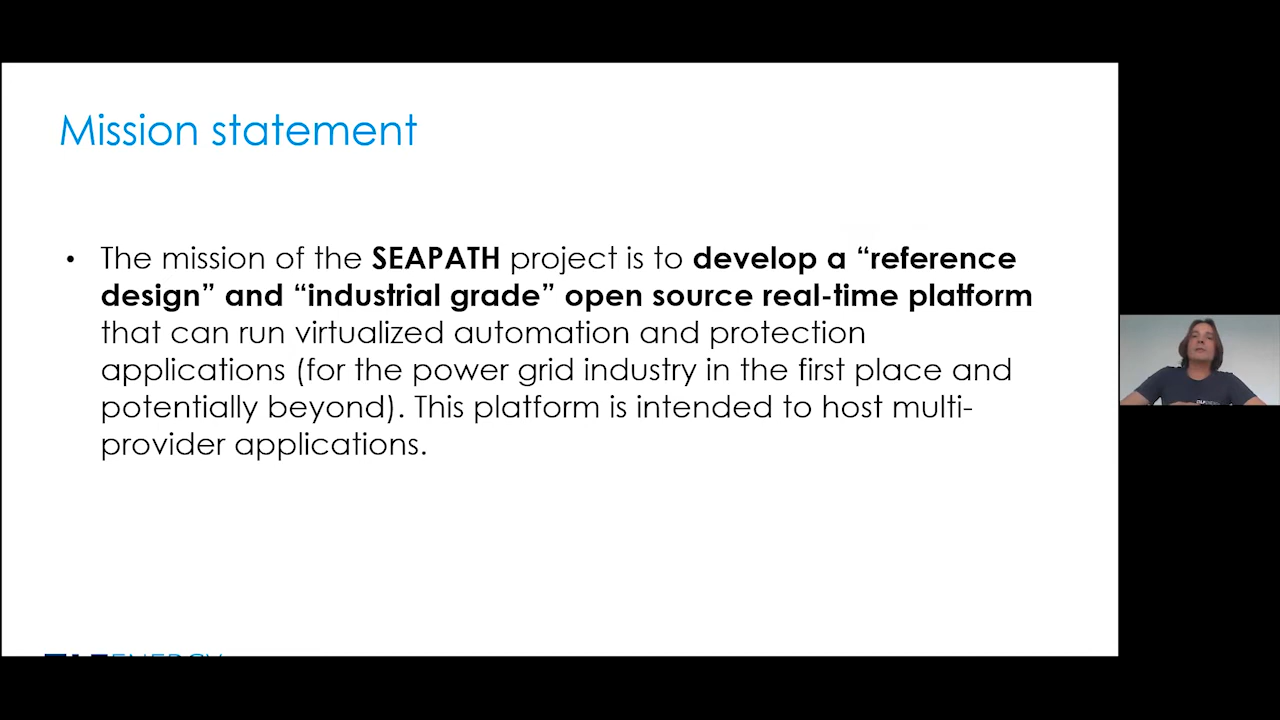 Mission statement
• The mission of the SEAPATH project is to develop a “reference
design” and “industrial grade” open source real-time platform
that can run virtualized automation and protection
applications (for the power grid industry in the first place and
potentially beyond). This platform is intended to host multi-
provider applications.